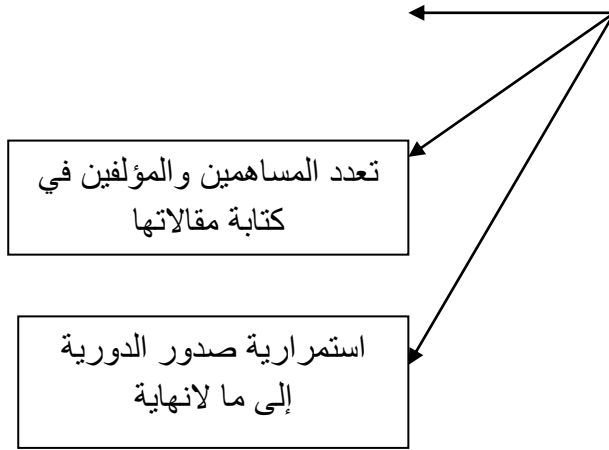 تعدد المساهمين والمؤلفين في
كتابة مقالاتها
استمرارية صدور الدورية
إلى ما لانهاية